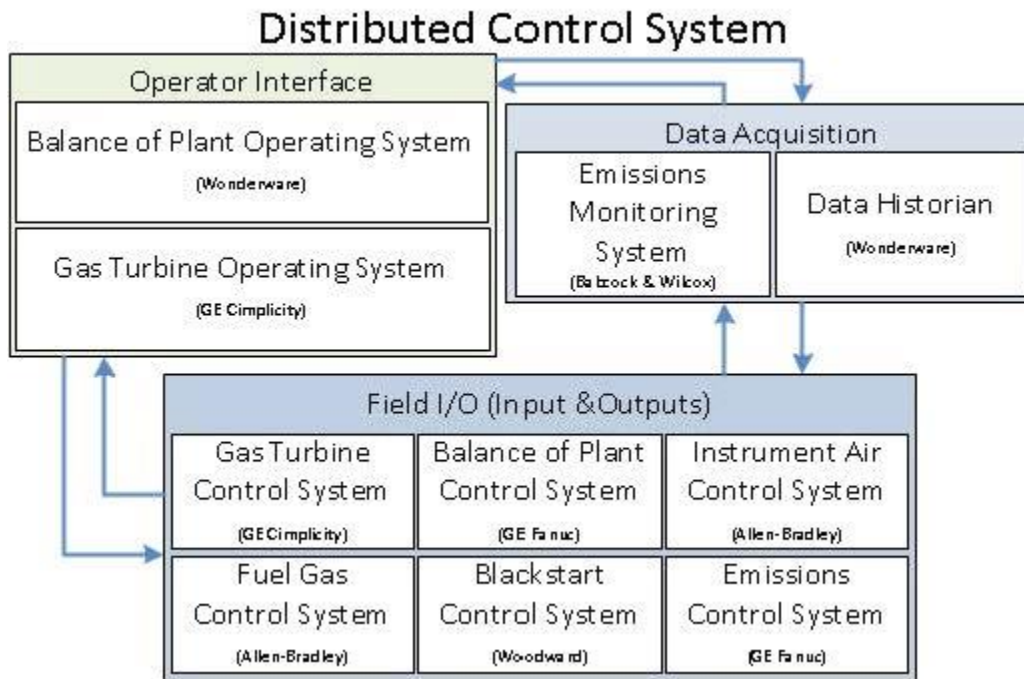 Distributed Control System
Operator Interface
Balance of Plant Operating System
(Wonderware)
Gas Turbine Operating System
(GE Cimplicity)
Data Acquisition
Emissions
Monitoring
System
(Babcock & Wilcox)
Data Historian
(Wonderware)
Field I/O (Input &Outputs)
Gas Turbine
Control System
(GE Cimplicity)
Balance of Plant
Control System
(GE Fanuc)
Instrument Air
Control System
(Allen-Bradley)
Fuel Gas
Control System
(Allen-Bradley)
Blackstart
Control System
(Woodward)
Emissions
Control System
(GE Fanuc)